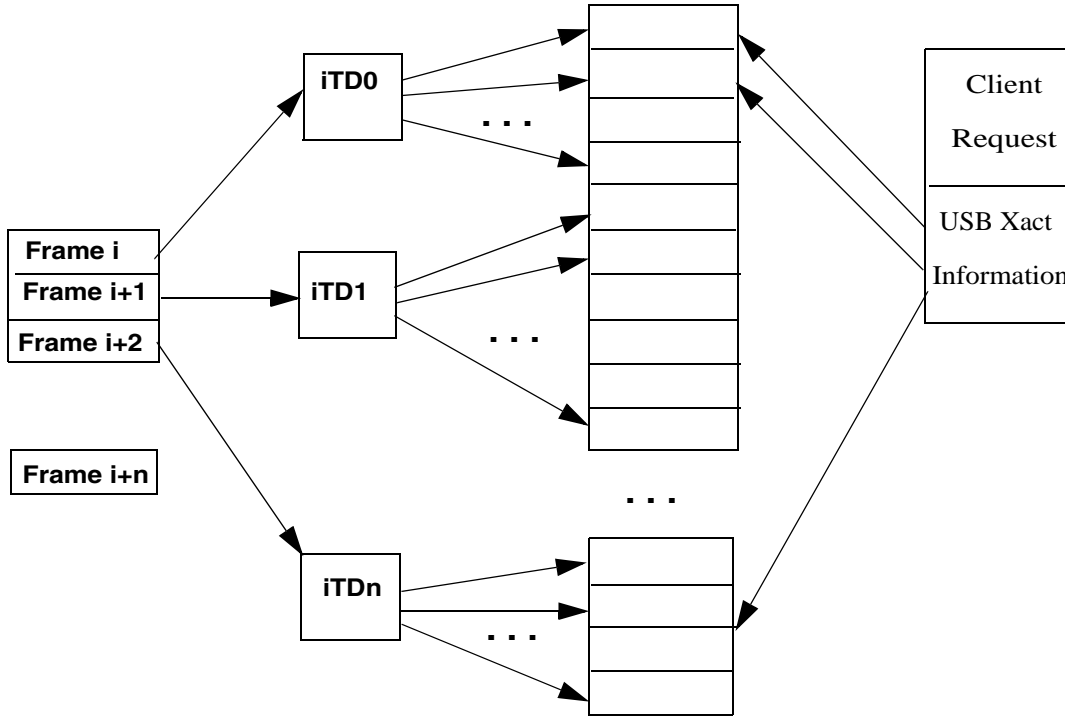 iTD0
. . .
Client
Request
USB Xact
Information
Frame i
Frame i+1
Frame i+2
iTD1
. . .
Frame i+n
. . .
iTDn
. . .